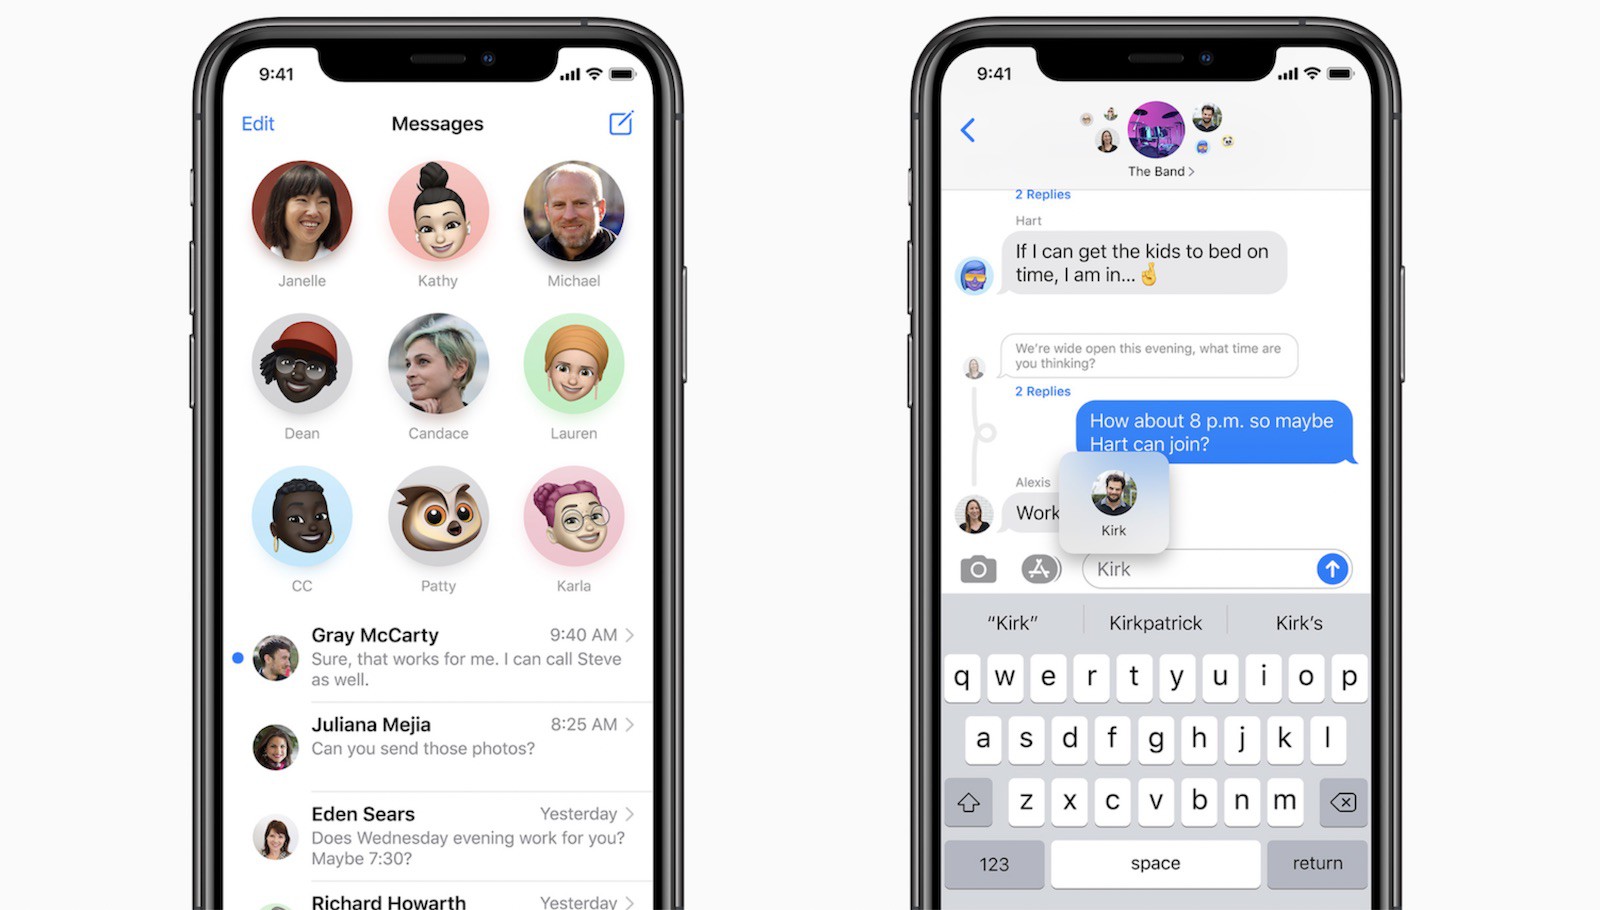 9:41
Edit
Messages
Janelle
Kathy
Michael
Dean
Candace
Lauren
CC
Patty
Karla
Gray McCarty
9:40 AM
Sure, that works for me. I can call Steve
as well.
Juliana Mejia
8:25 AM
Can you send those photos?
Eden Sears
Yesterday
Does Wednesday evening work for you?
Maybe 7:30?
Richard Howarth
Yesterday
9:41
The Band
2 Replies
Hart
If I can get the kids to bed on
time, I am in...🤞
We're wide open this evening, what time are
you thinking?
2 Replies
How about 8 p.m. so maybe
Hart can join?
Alexis
Work
Kirk
Kirk
“Kirk”
Kirkpatrick
Kirk’s
q w e r t y u i o p
a s d f g h j k l
z x c v b n m
123
space
return